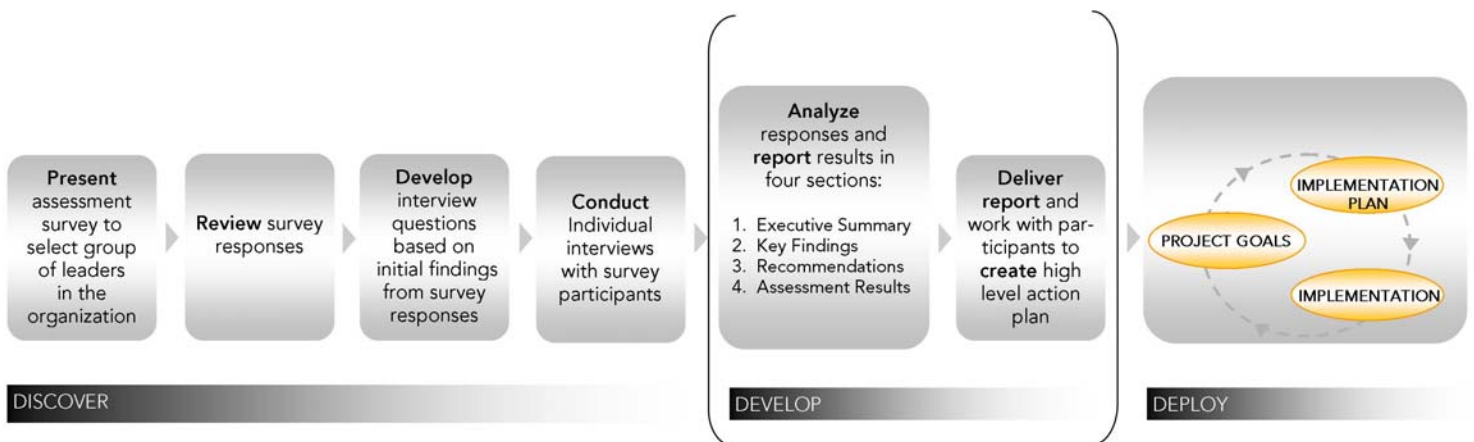 Present
assessment
survey to
select group
of leaders
in the
organization
Review survey
responses
Develop
interview
questions
based on
initial findings
from survey
responses
Conduct
Individual
interviews
with survey
participants
Analyze
responses and
report results in
four sections:
1. Executive Summary
2. Key Findings
3. Recommendations
4. Assessment Results
Deliver
report and
work with par-
ticipants to
create high
level action
plan
IMPLEMENTATION
PLAN
PROJECT GOALS
IMPLEMENTATION
DISCOVER
DEVELOP
DEPLOY